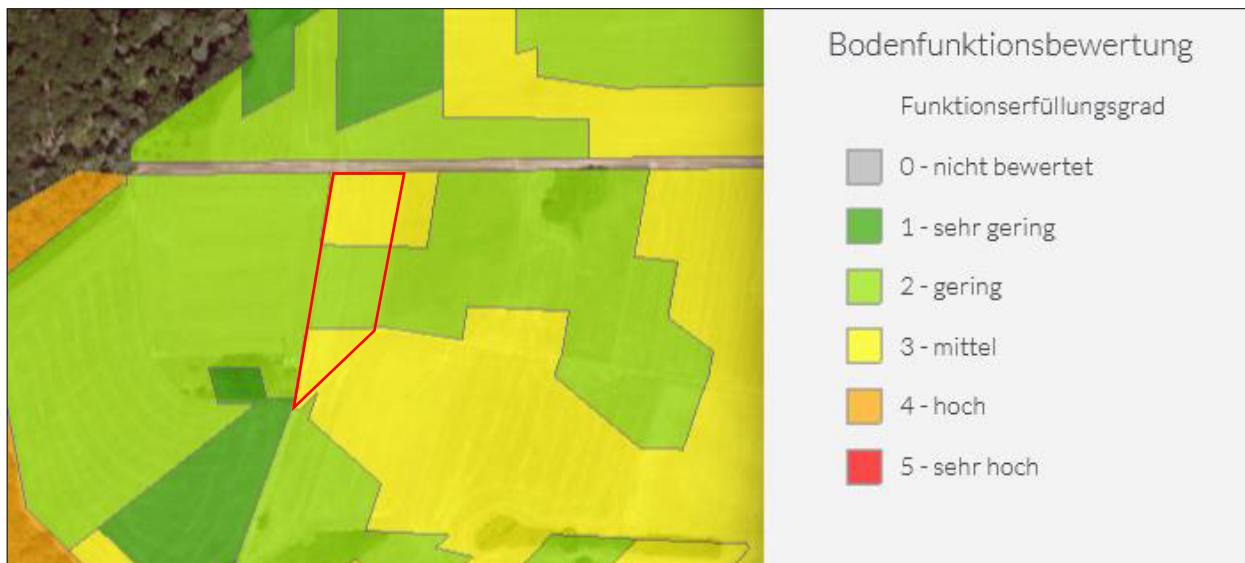 Bodenfunktionsbewertung
Funktionserfüllungsgrad
0 - nicht bewertet
1 - sehr gering
2 - gering
3 - mittel
4 - hoch
5 - sehr hoch